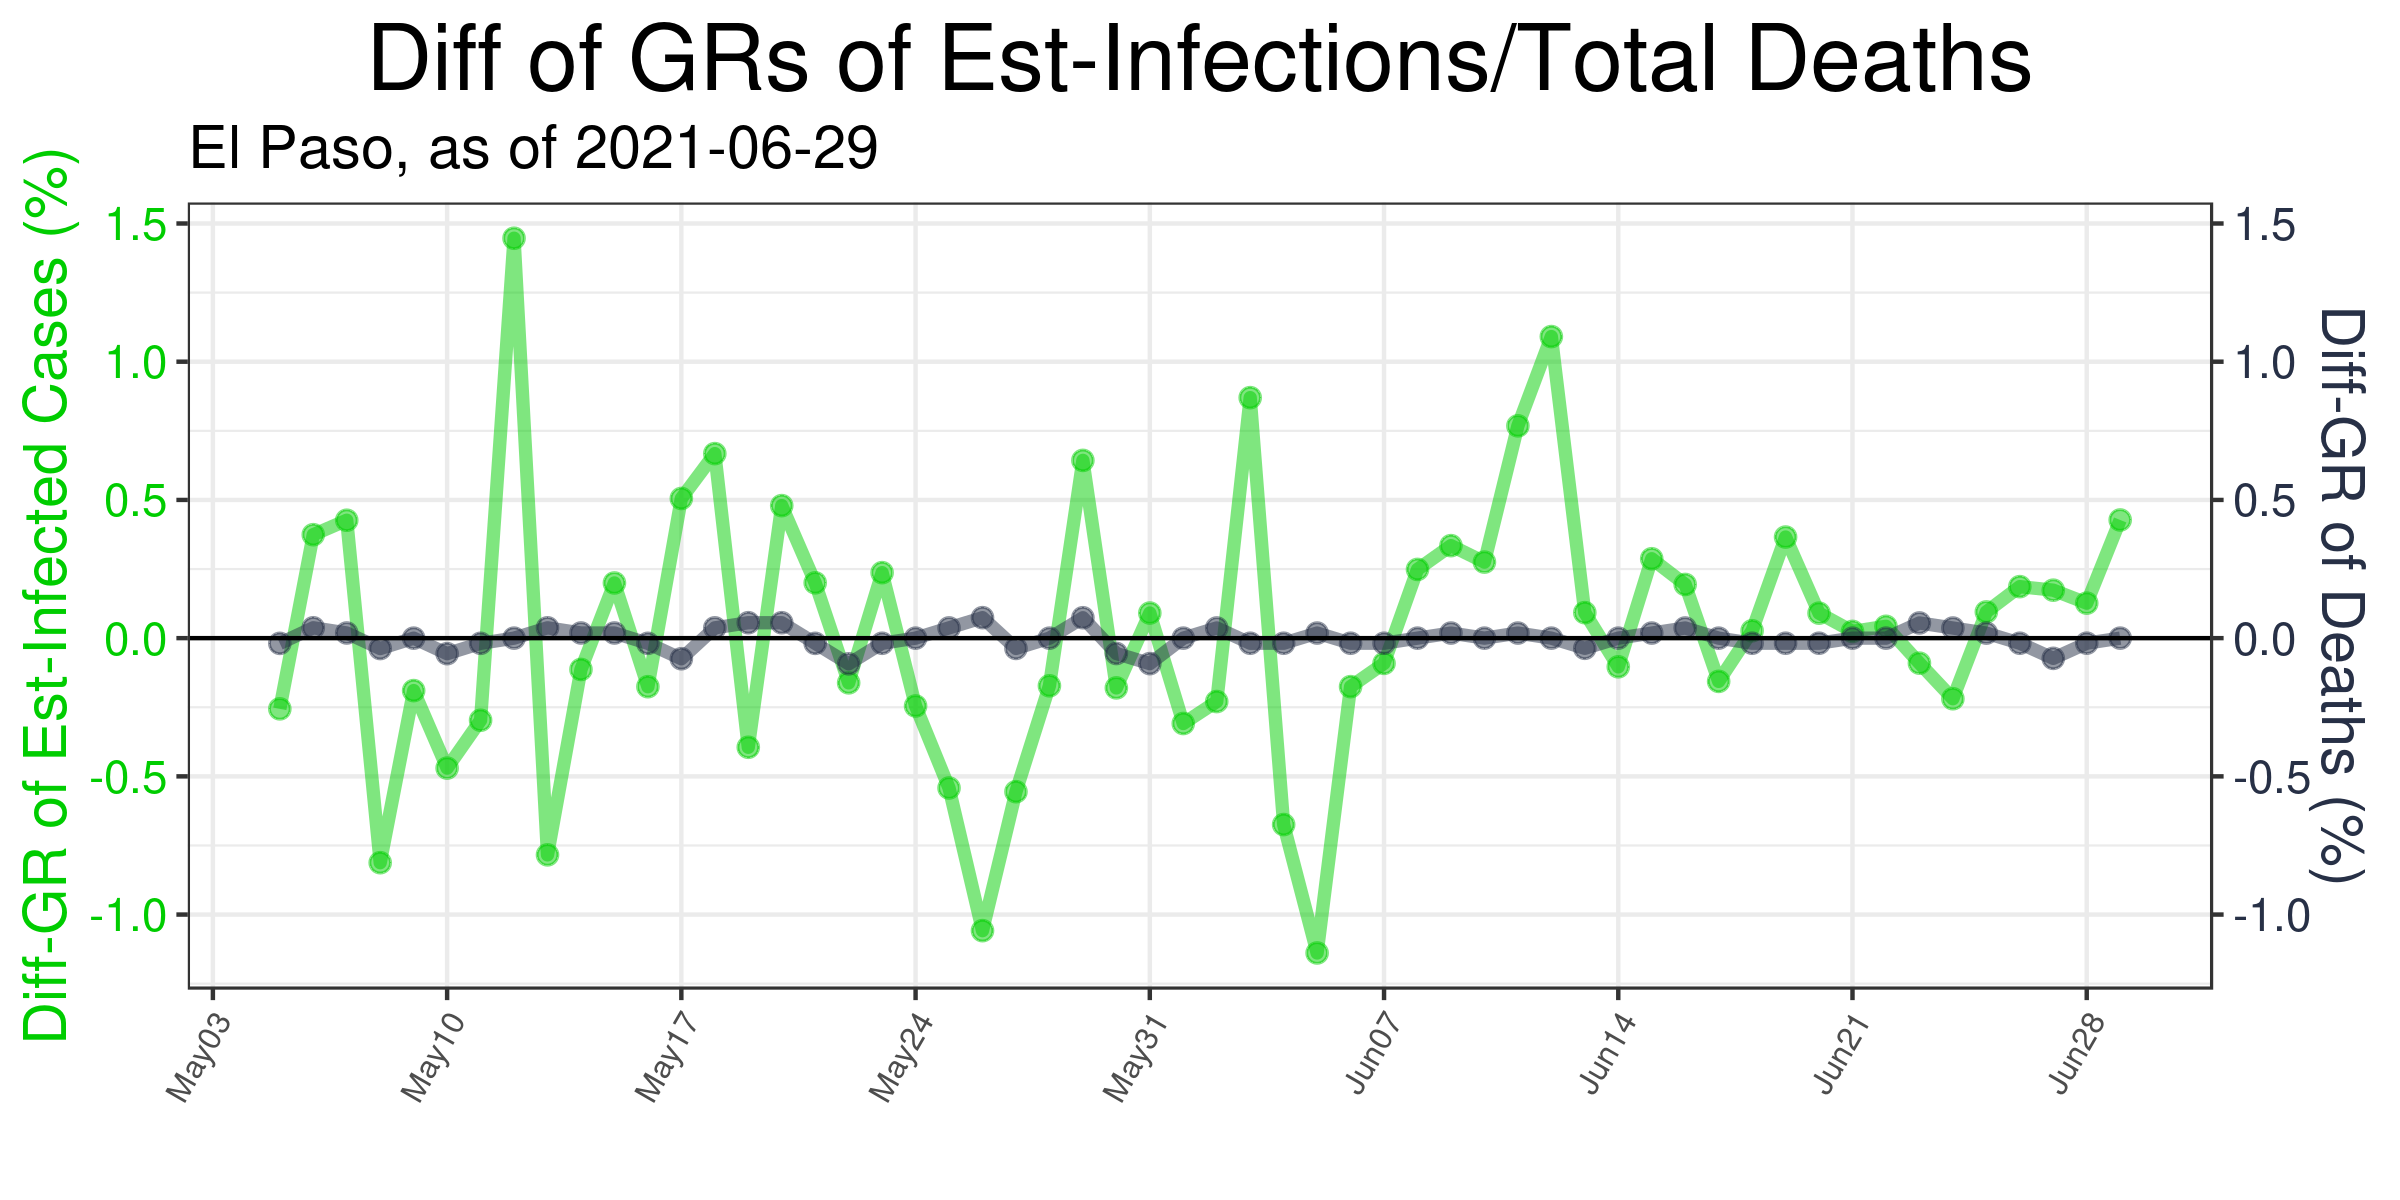 Diff of GRs of Est-Infections/Total Deaths
El Paso, as of 2021-06-29
Diff-GR of Est-Infected Cases (%)
1.5
1.0
0.5
0.0
-0.5
-1.0
1.5
1.0
0.5
0.0
-0.5
-1.0
Diff-GR of Deaths (%)
May03
May10
May17
May24
May31
Jun07
Jun14
Jun21
Jun28